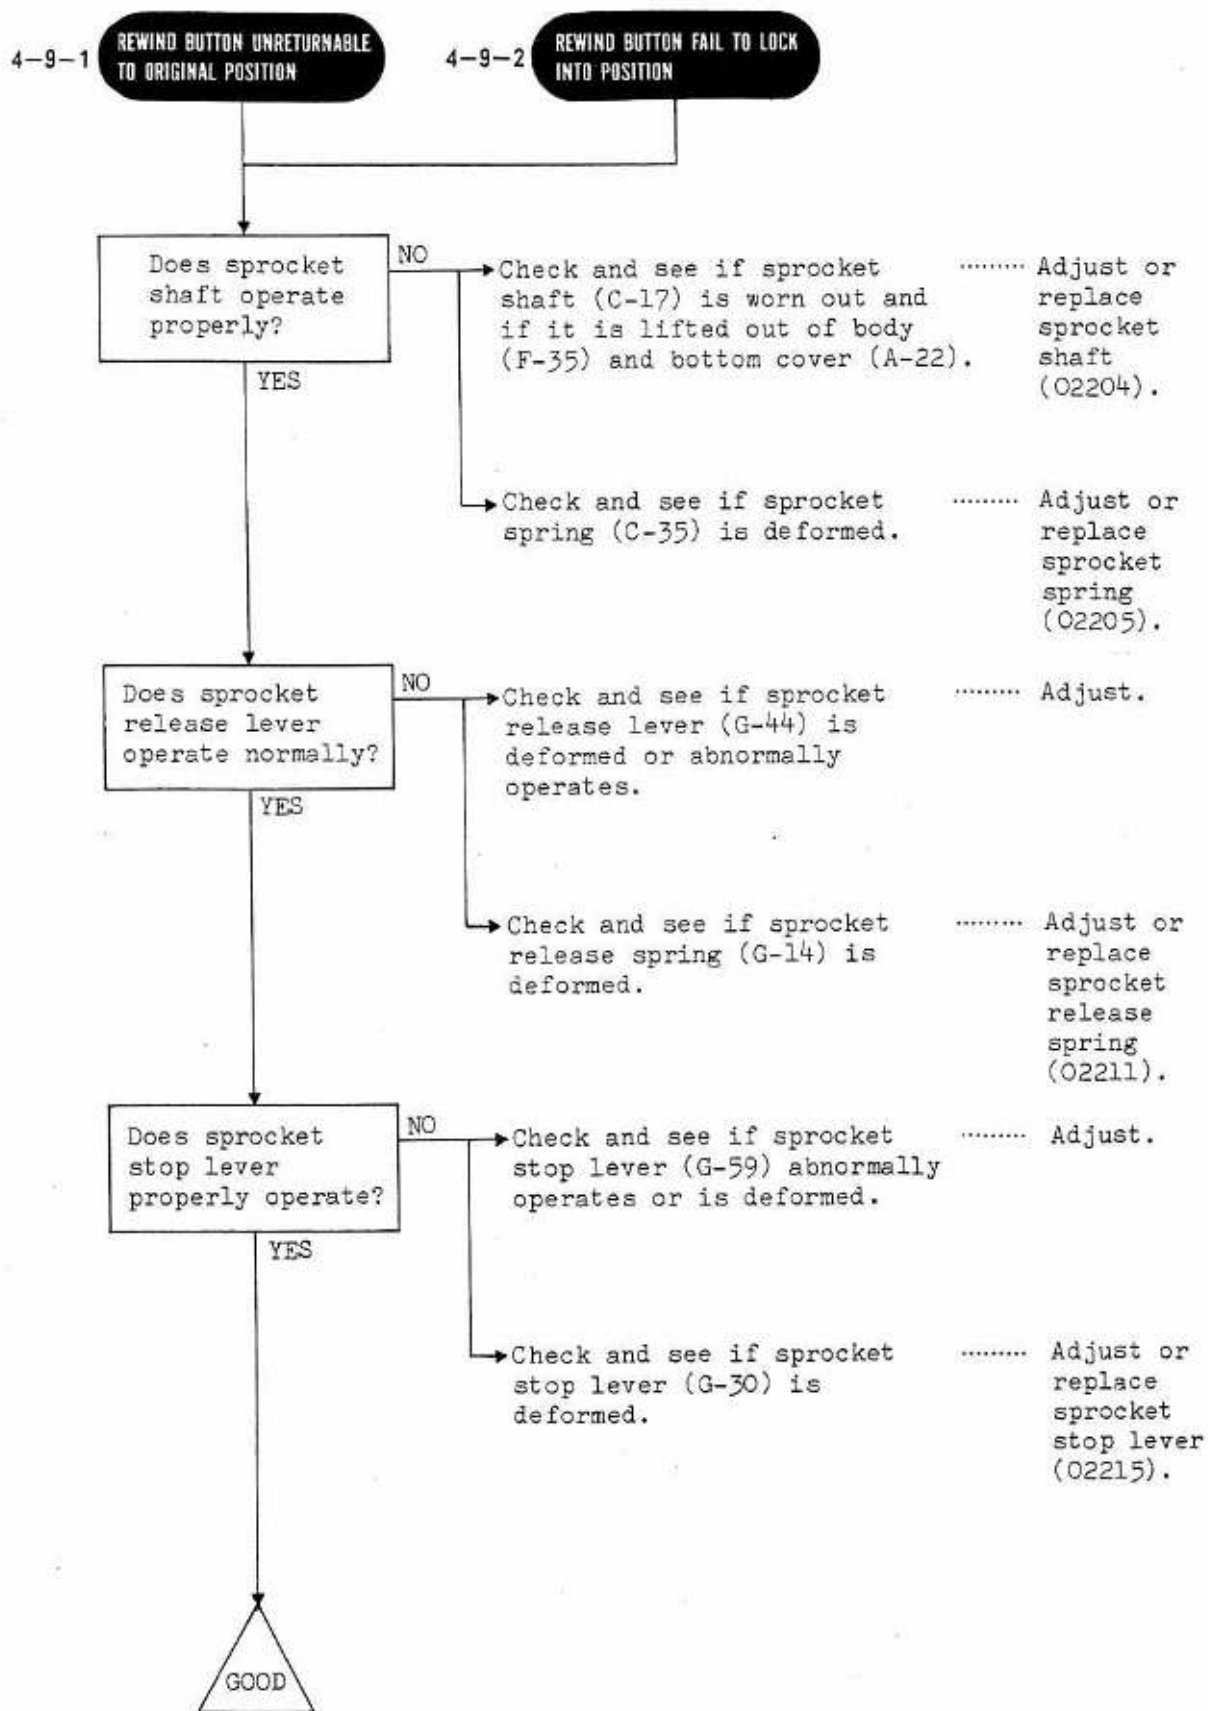 4-9-1
REWIND BUTTON UNRETURNABLE
TO ORIGINAL POSITION
4-9-2
REWIND BUTTON FAIL TO LOCK
INTO POSITION
Does sprocket
shaft operate
properly?
NO
YES
Check and see if sprocket
shaft (C-17) is worn out and
if it is lifted out of body
(F-35) and bottom cover (A-22).
......... Adjust or
replace
sprocket
shaft
(02204).
Check and see if sprocket
spring (C-35) is deformed.
......... Adjust or
replace
sprocket
spring
(02205).
Does sprocket
release lever
operate normally?
NO
YES
Check and see if sprocket
release lever (G-44) is
deformed or abnormally
operates.
......... Adjust.
Check and see if sprocket
release spring (G-14) is
deformed.
......... Adjust or
replace
sprocket
release
spring
(02211).
Does sprocket
stop lever
properly operate?
NO
YES
Check and see if sprocket
stop lever (G-59) abnormally
operates or is deformed.
......... Adjust.
Check and see if sprocket
stop lever (G-30) is
deformed.
......... Adjust or
replace
sprocket
stop lever
(02215).
GOOD